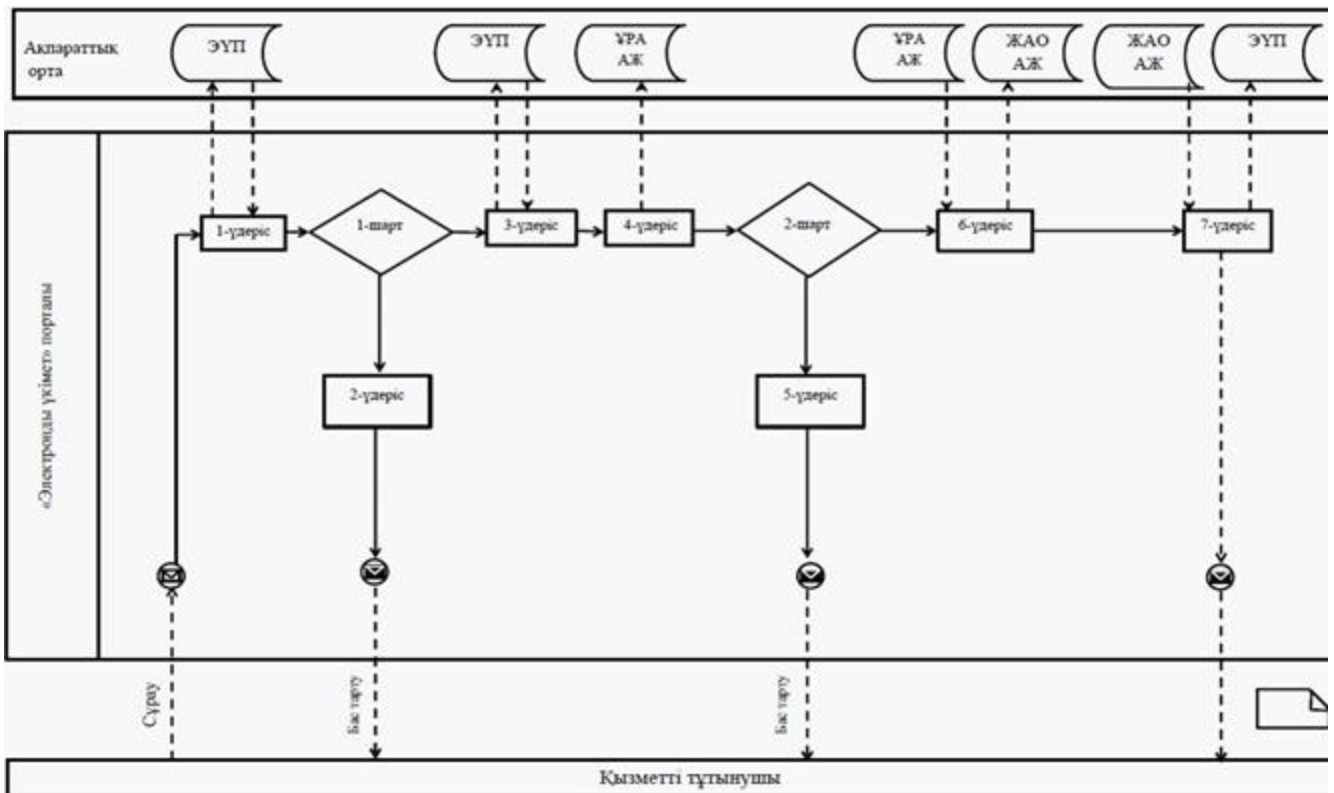 Ақпараттық
орта
ЭҮП
ЭҮП
ҰРА
АЖ
ҰРА
АЖ
ЖАО
АЖ
ЖАО
АЖ
ЭҮП
«Электронды үкімет» порталы
1-үдеріс
1-шарт
3-үдеріс
4-үдеріс
2-шарт
6-үдеріс
7-үдеріс
2-үдеріс
5-үдеріс
Сұрау
Бас тарту
Бас тарту
Қызметті тұтынушы